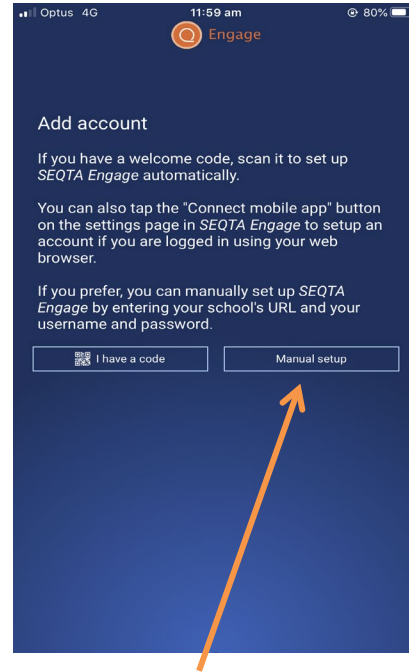 Optus 4G 11:59 am 80%
Engage
Add account
If you have a welcome code, scan it to set up
SEQTA Engage automatically.
You can also tap the "Connect mobile app" button
on the settings page in SEQTA Engage to setup an
account if you are logged in using your web
browser.
If you prefer, you can manually set up SEQTA
Engage by entering your school's URL and your
username and password.
I have a code Manual setup